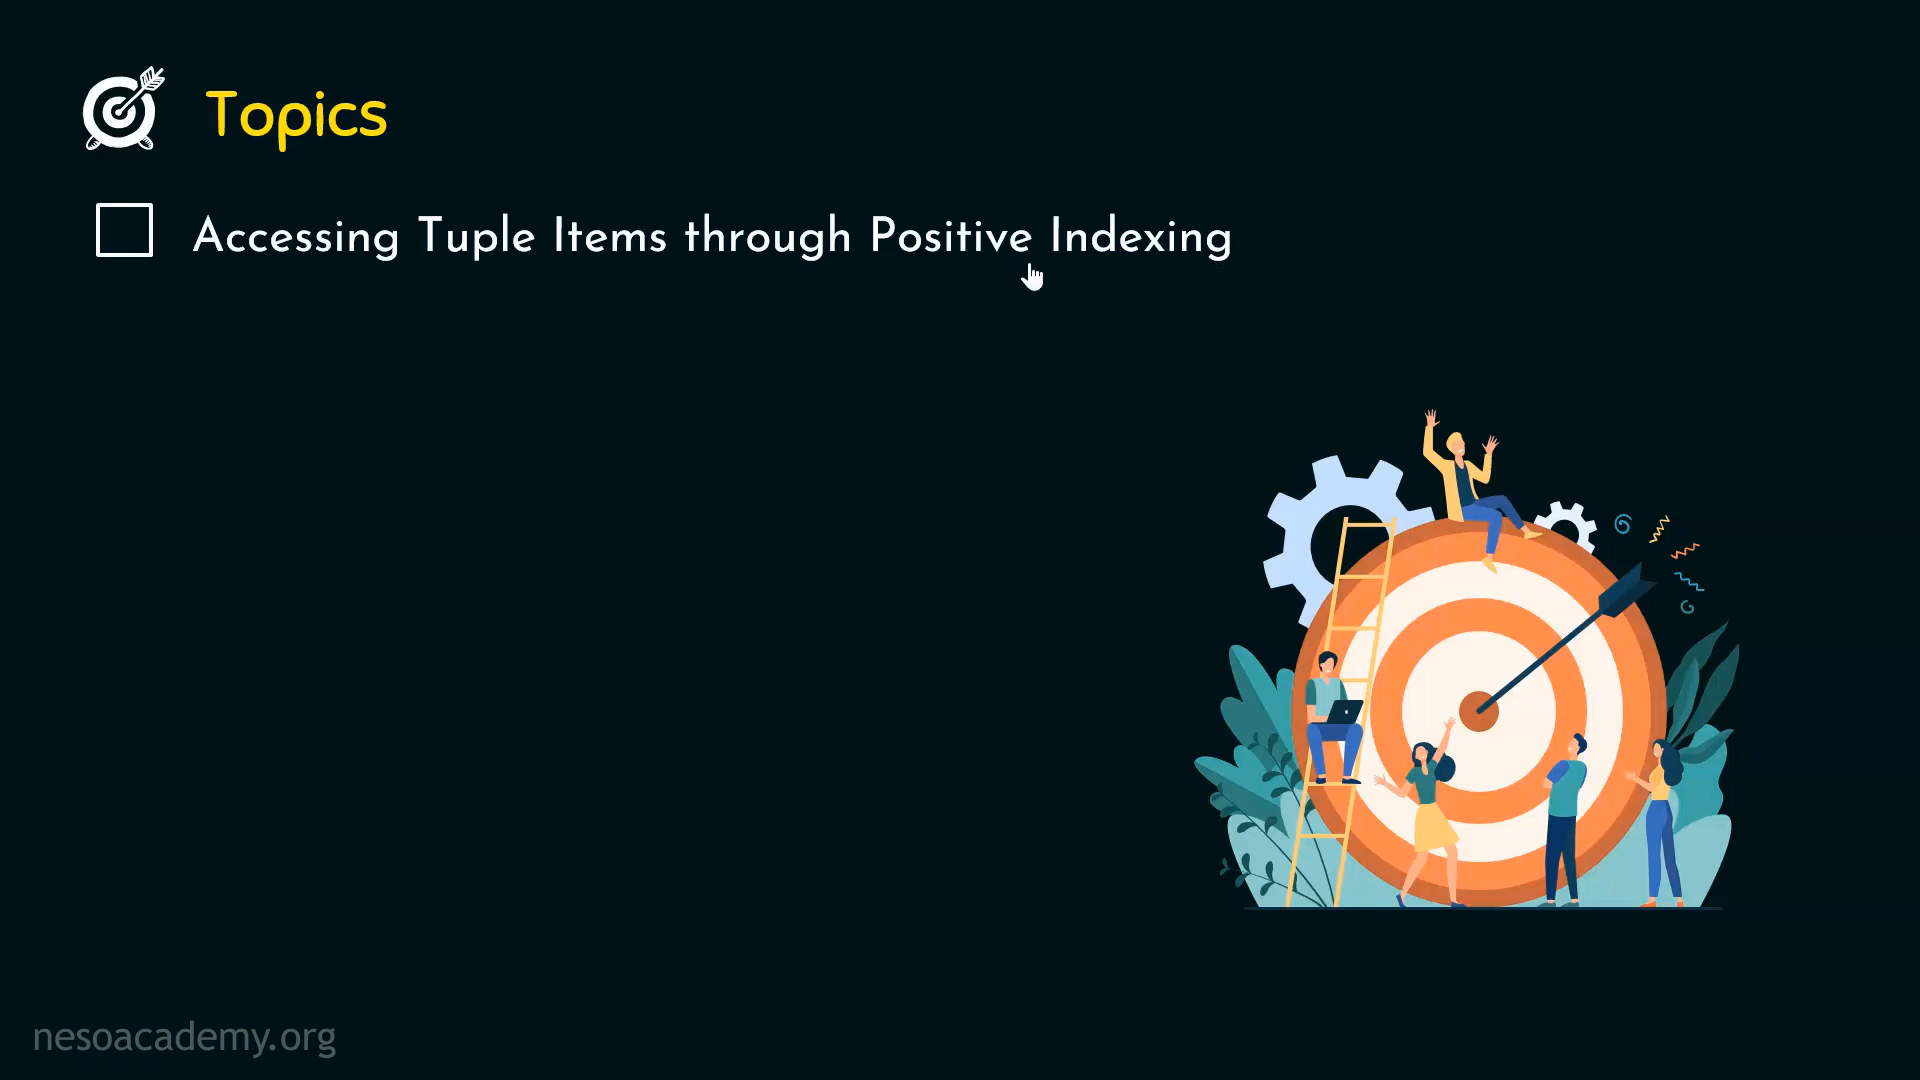 Topics
Accessing Tuple Items through Positive Indexing
nesoacademy.org